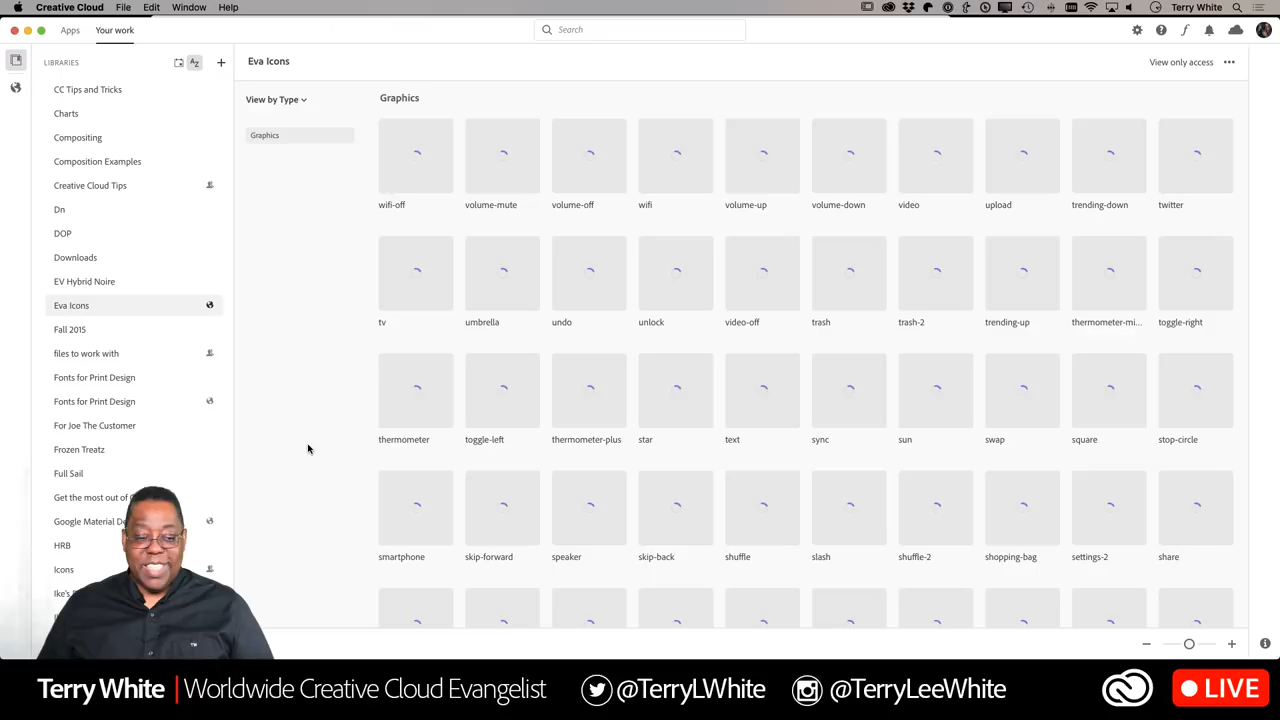 Creative Cloud File Edit Window Help
Terry White
Apps Your work
Search
LIBRARIES
AZ
Eva Icons
View only access
CC Tips and Tricks
Charts
Compositing
Composition Examples
Creative Cloud Tips
Dn
DOP
Downloads
EV Hybrid Noire
Eva Icons
Fall 2015
files to work with
Fonts for Print Design
Fonts for Print Design
For Joe The Customer
Frozen Treatz
Full Sail
Get the most out of
Google Material De
HRB
Icons
Ike's
View by Type
Graphics
Graphics
wifi-off volume-mute volume-off wifi volume-up volume-down video upload trending-down twitter
tv umbrella undo unlock video-off trash trash-2 trending-up thermometer-mi... toggle-right
thermometer toggle-left thermometer-plus star text sync sun swap square stop-circle
smartphone skip-forward speaker skip-back shuffle slash shuffle-2 shopping-bag settings-2 share
TW
Terry White | Worldwide Creative Cloud Evangelist @TerryLWhite @TerryLeeWhite LIVE